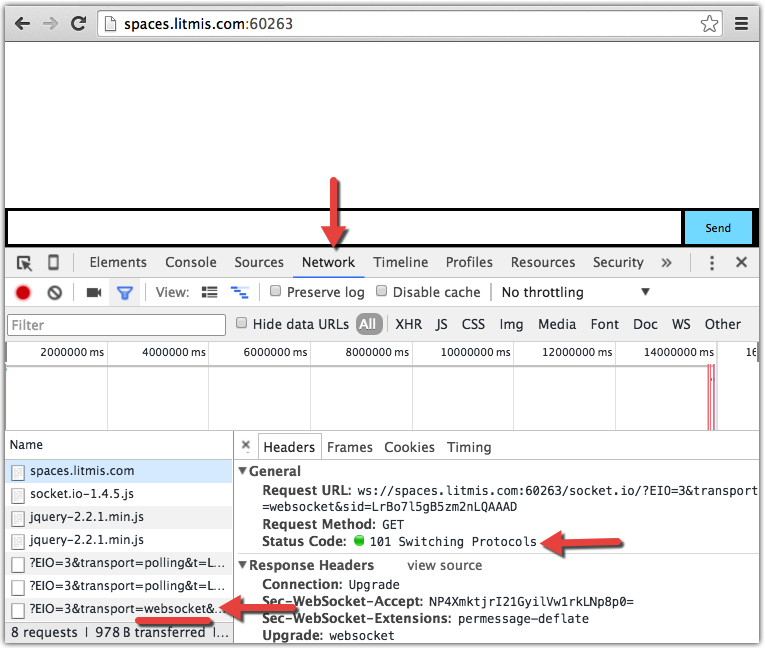 spaces.litmis.com:60263
Send
Elements Console Sources Network Timeline Profiles Resources Security »
View: Preserve log Disable cache No throttling ▼
Filter Hide data URLs All XHR JS CSS Img Media Font Doc WS Other
2000000 ms 4000000 ms 6000000 ms 8000000 ms 10000000 ms 12000000 ms 14000000 ms 16
Name
spaces.litmis.com
socket.io-1.4.5.js
jquery-2.2.1.min.js
jquery-2.2.1.min.js
?EIO=3&transport=polling&t=L...
?EIO=3&transport=polling&t=L...
?EIO=3&transport=websocket&...
8 requests | 978 B transferred |...
× Headers Frames Cookies Timing
▼General
Request URL: ws://spaces.litmis.com:60263/socket.io/?EIO=3&transport
=websocket&sid=LrBo7l5gB5zm2nLQAAAD
Request Method: GET
Status Code: 101 Switching Protocols
▼Response Headers view source
Connection: Upgrade
Sec-WebSocket-Accept: NP4XmktjrI21GyilVw1rkLNp8p0=
Sec-WebSocket-Extensions: permessage-deflate
Upgrade: websocket